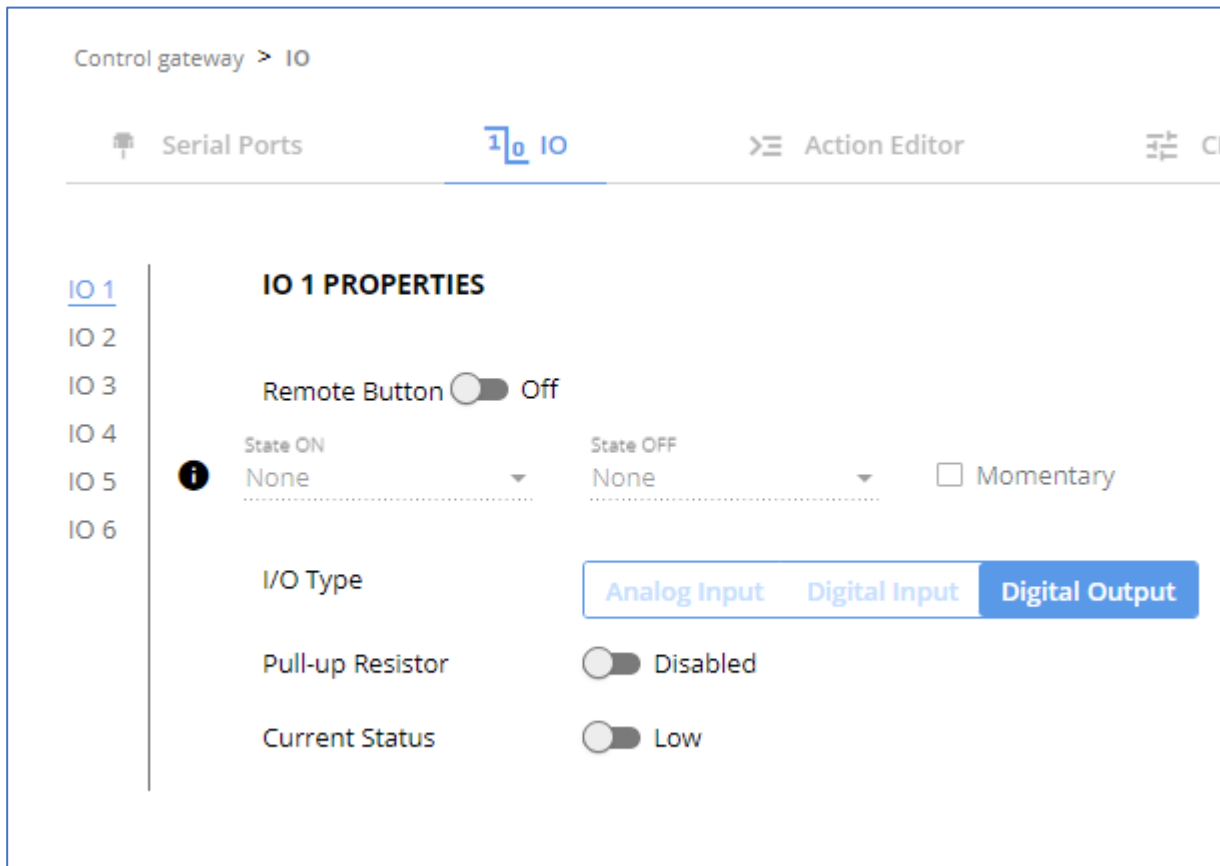 Control gateway > IO
Serial Ports
1 0 IO
Action Editor
IO 1
IO 2
IO 3
IO 4
IO 5
IO 6
IO 1 PROPERTIES
Remote Button Off
State ON
None
State OFF
None
Momentary
I/O Type
Analog Input Digital Input Digital Output
Pull-up Resistor Disabled
Current Status Low